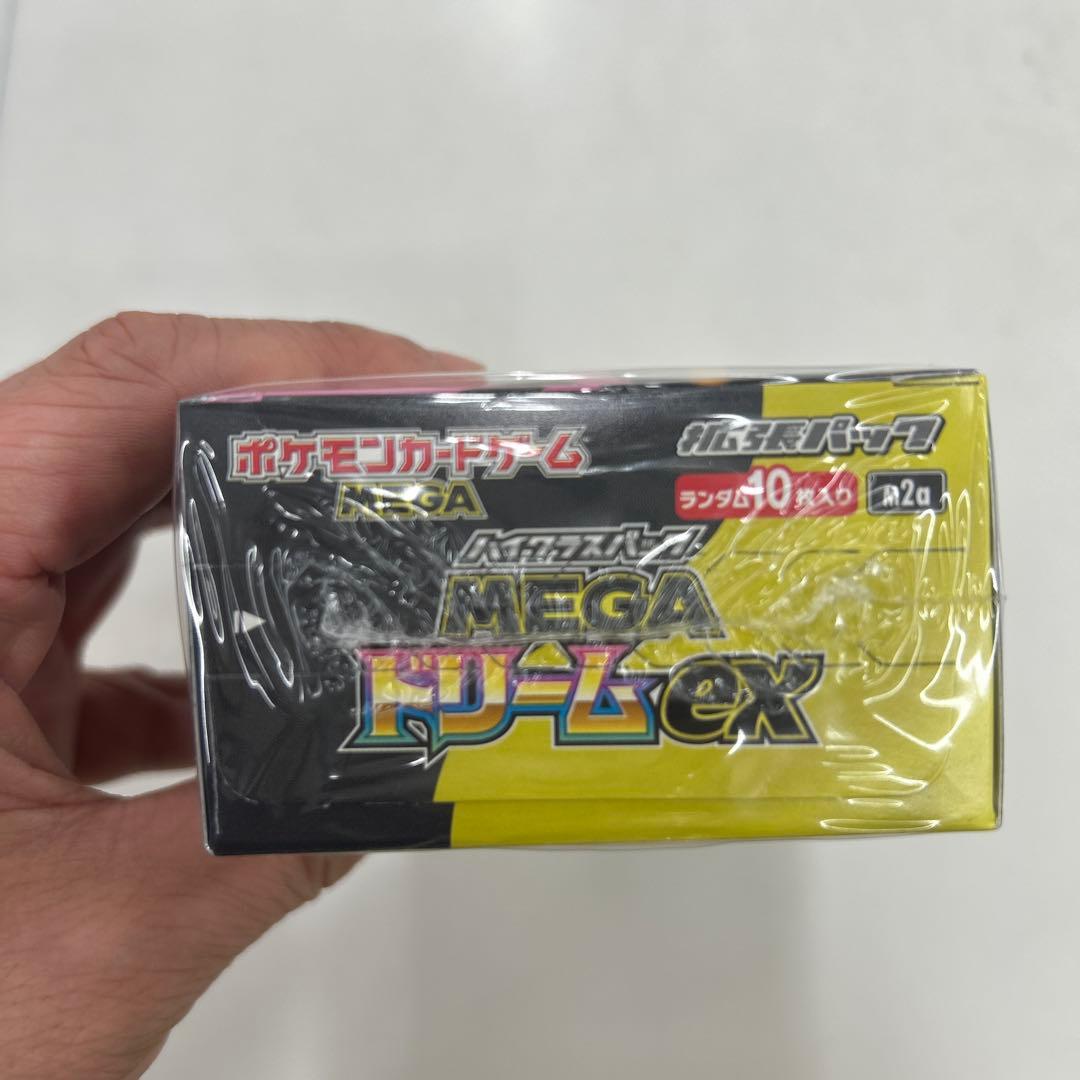 ポケモンカードゲーム
MEGA
拡張パック
ランダム10枚入り
M2a
ハイクラスパック
MEGA
ドリームex